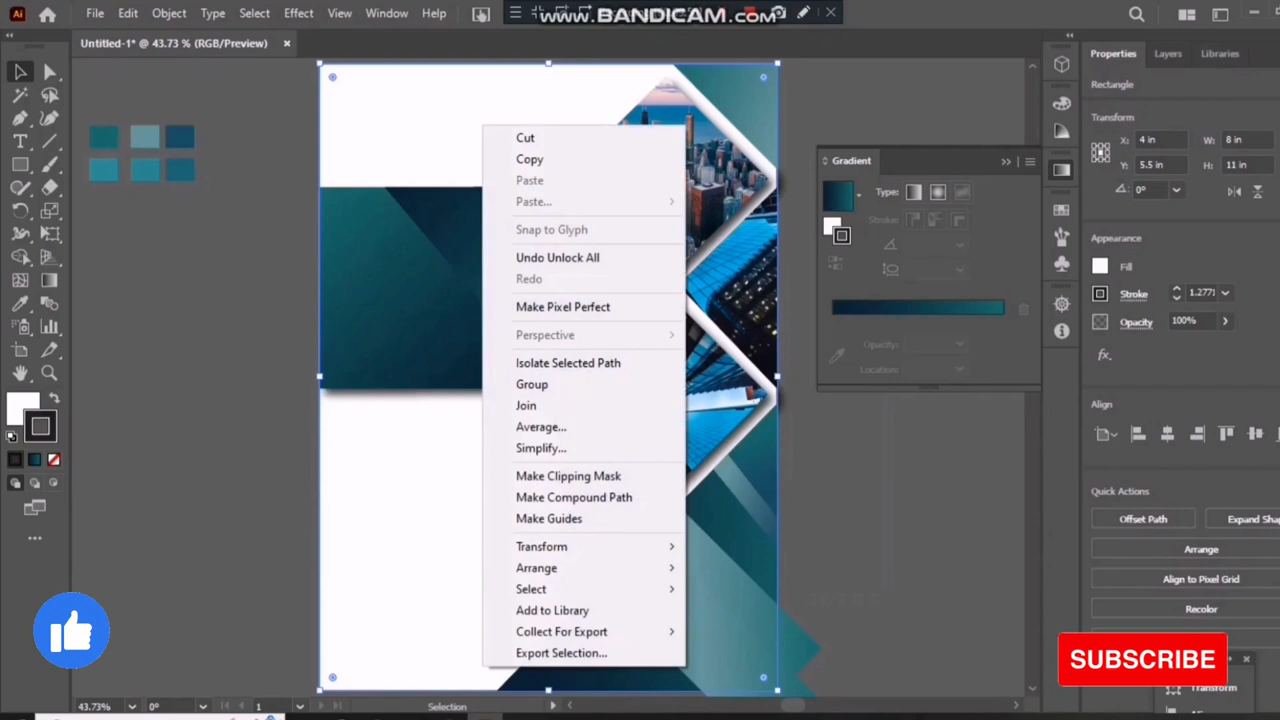 Ai
File Edit Object Type Select Effect View Window Help
www.BANDICAM.com
Untitled-1* @ 43.73 % (RGB/Preview)
Properties Layers Libraries
Rectangle
Transform
X: 4 in W: 8 in
Y: 5.5 in H: 11 in
0°
Appearance
Fill
Stroke 1.2771
Opacity 100%
fx.
Align
Quick Actions
Offset Path
Expand Sha
Arrange
Align to Pixel Grid
Recolor
Gradient
Type:
Stroke:
Opacity:
Location:
Cut
Copy
Paste
Paste...
Snap to Glyph
Undo Unlock All
Redo
Make Pixel Perfect
Perspective
Isolate Selected Path
Group
Join
Average...
Simplify...
Make Clipping Mask
Make Compound Path
Make Guides
Transform
Arrange
Select
Add to Library
Collect For Export
Export Selection...
SUBSCRIBE
Transform
43.73% 0° 1 Selection